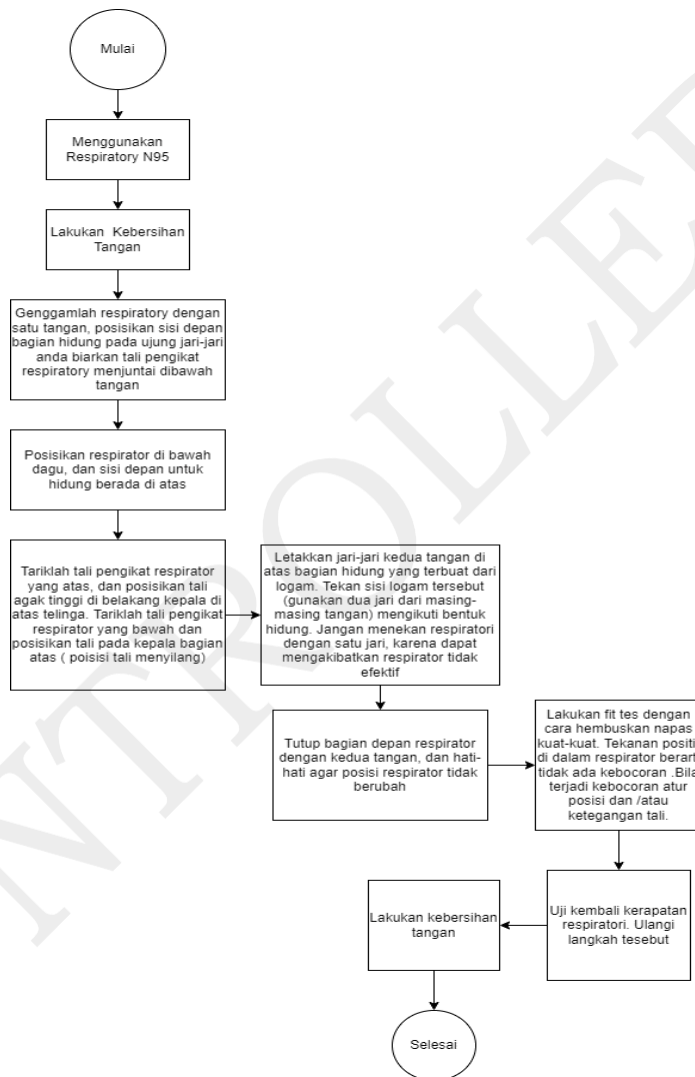 Mulai
Menggunakan
Respiratory N95
Lakukan Kebersihan
Tangan
Genggamlah respiratory dengan
satu tangan, posisikan sisi depan
bagian hidung pada ujung jari-jari
anda biarkan tali pengikat
respiratory menjuntai dibawah
tangan
Posisikan respirator di bawah
dagu, dan sisi depan untuk
hidung berada di atas
Tariklah tali pengikat respirator
yang atas, dan posisikan tali
agak tinggi di belakang kepala di
atas telinga. Tariklah tali pengikat
respirator yang bawah dan
posisikan tali pada kepala bagian
atas ( poisisi tali menyilang)
Letakkan jari-jari kedua tangan di
atas bagian hidung yang terbuat dari
logam. Tekan sisi logam tersebut
(gunakan dua jari dari masing-
masing tangan) mengikuti bentuk
hidung. Jangan menekan respiratori
dengan satu jari, karena dapat
mengakibatkan respirator tidak
efektif
Tutup bagian depan respirator
dengan kedua tangan, dan hati-
hati agar posisi respirator tidak
berubah
Lakukan fit tes dengan
cara hembuskan napas
kuat-kuat. Tekanan positi
di dalam respirator berart
tidak ada kebocoran .Bila
terjadi kebocoran atur
posisi dan /atau
ketegangan tali.
Uji kembali kerapatan
respiratori. Ulangi
langkah tesebut
Lakukan kebersihan
tangan
Selesai
NTROLLE